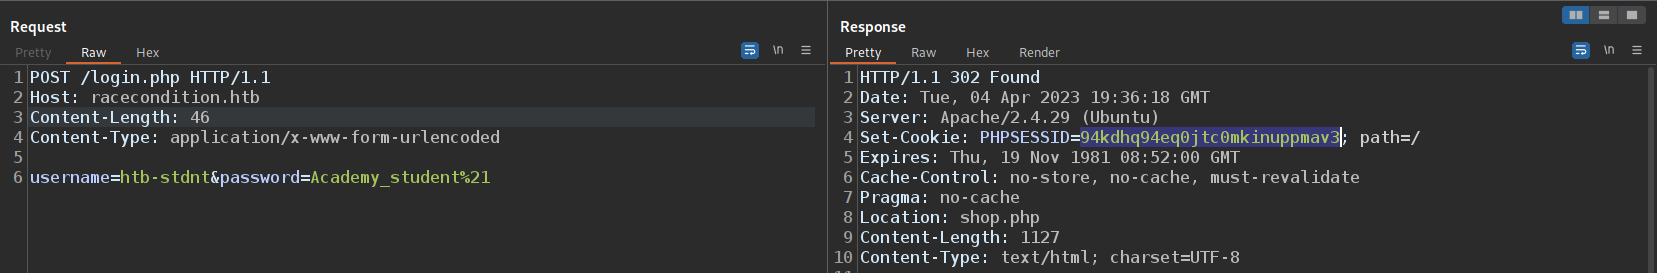 Request
Pretty Raw Hex \n
1 POST /login.php HTTP/1.1
2 Host: racecondition.htb
3 Content-Length: 46
4 Content-Type: application/x-www-form-urlencoded
5
6 username=htb-stdnt&password=Academy_student%21
Response
Pretty Raw Hex Render \n
1 HTTP/1.1 302 Found
2 Date: Tue, 04 Apr 2023 19:36:18 GMT
3 Server: Apache/2.4.29 (Ubuntu)
4 Set-Cookie: PHPSESSID=94kdhq94eq0jtc0mkinuppmav3; path=/
5 Expires: Thu, 19 Nov 1981 08:52:00 GMT
6 Cache-Control: no-store, no-cache, must-revalidate
7 Pragma: no-cache
8 Location: shop.php
9 Content-Length: 1127
10 Content-Type: text/html; charset=UTF-8